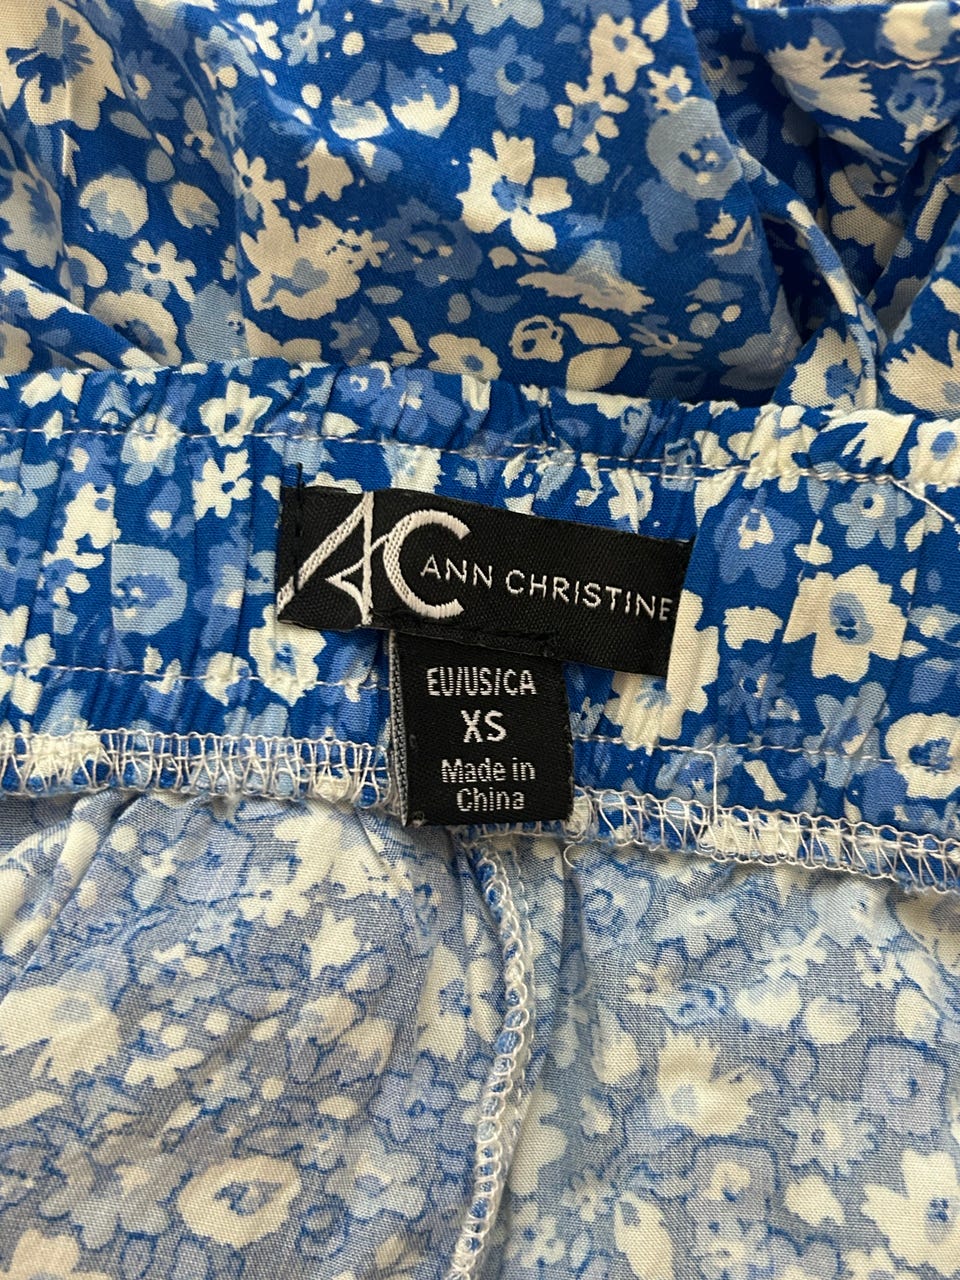 AC ANN CHRISTINE
EU/US/CA
XS
Made in
China